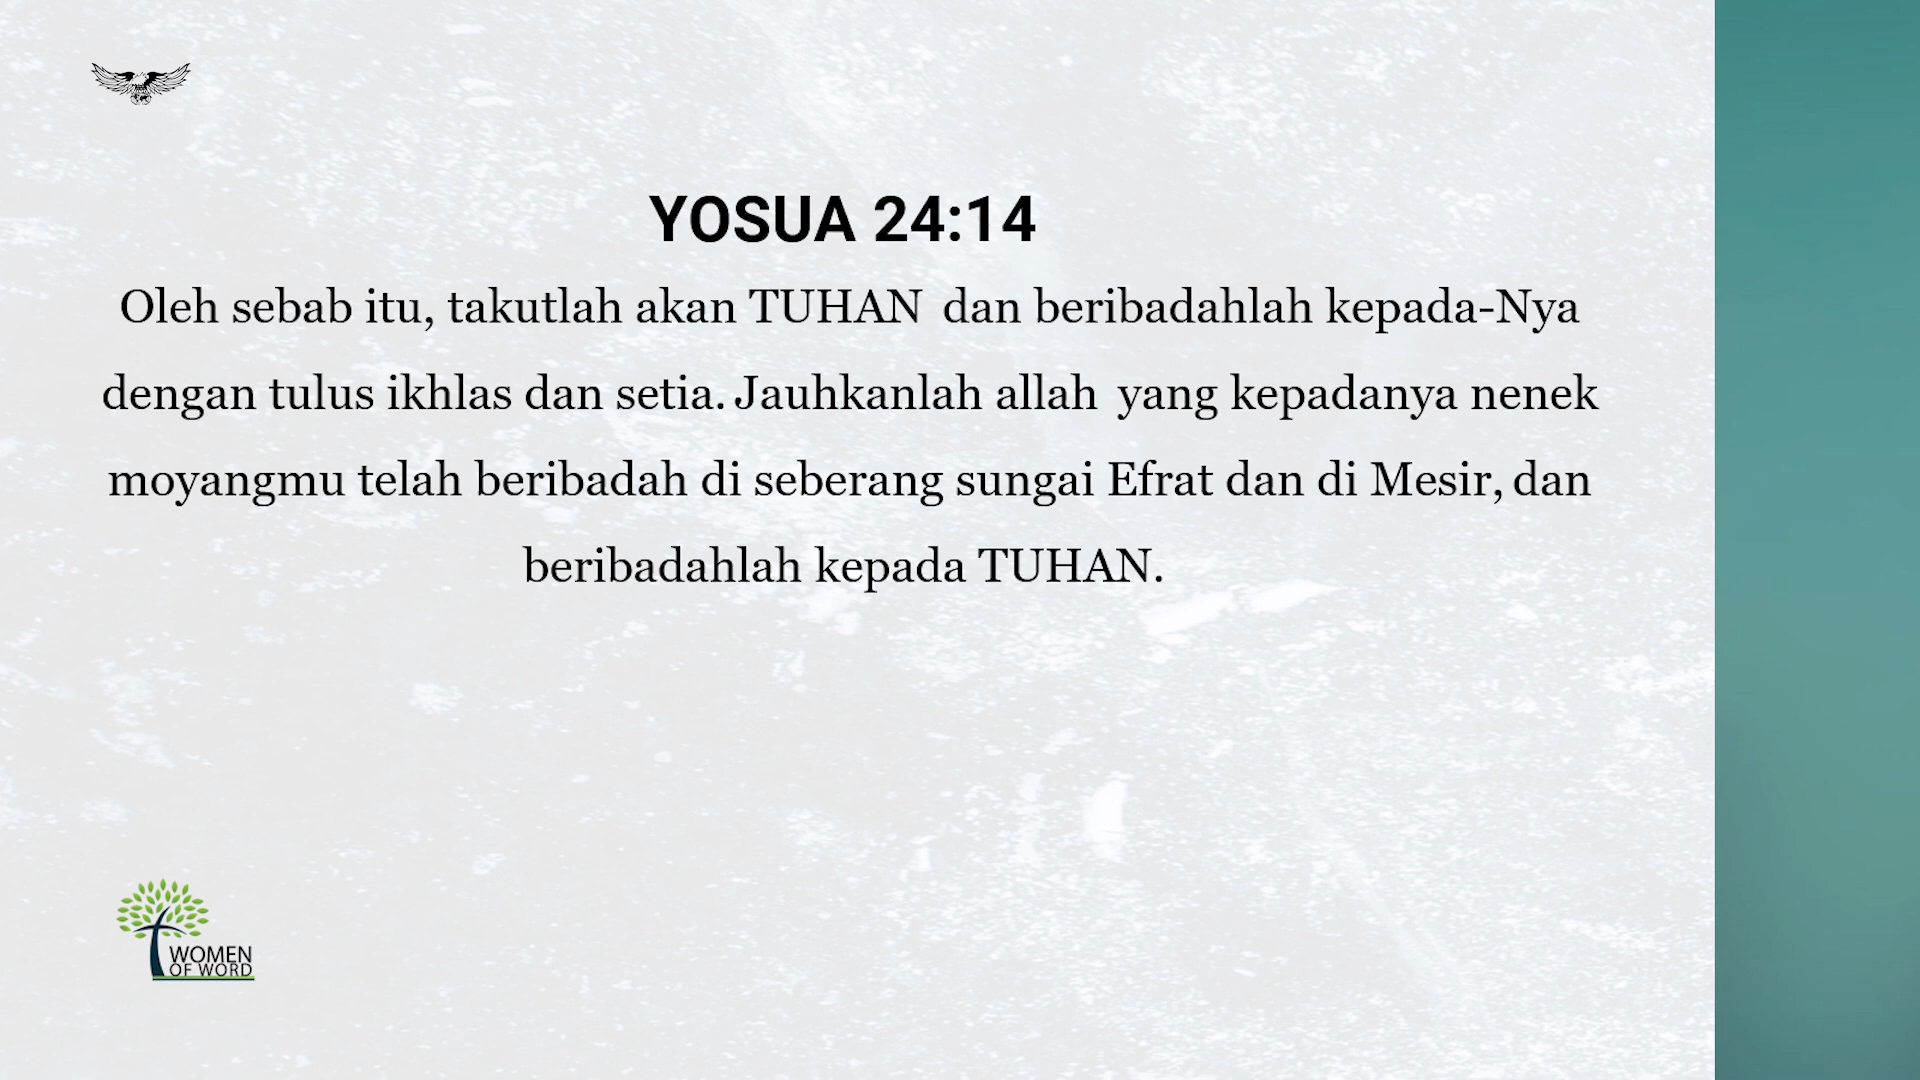 YOSUA 24:14
Oleh sebab itu, takutlah akan TUHAN dan beribadahlah kepada-Nya
dengan tulus ikhlas dan setia. Jauhkanlah allah yang kepadanya nenek
moyangmu telah beribadah di seberang sungai Efrat dan di Mesir, dan
beribadahlah kepada TUHAN.
WOMEN
OF WORD